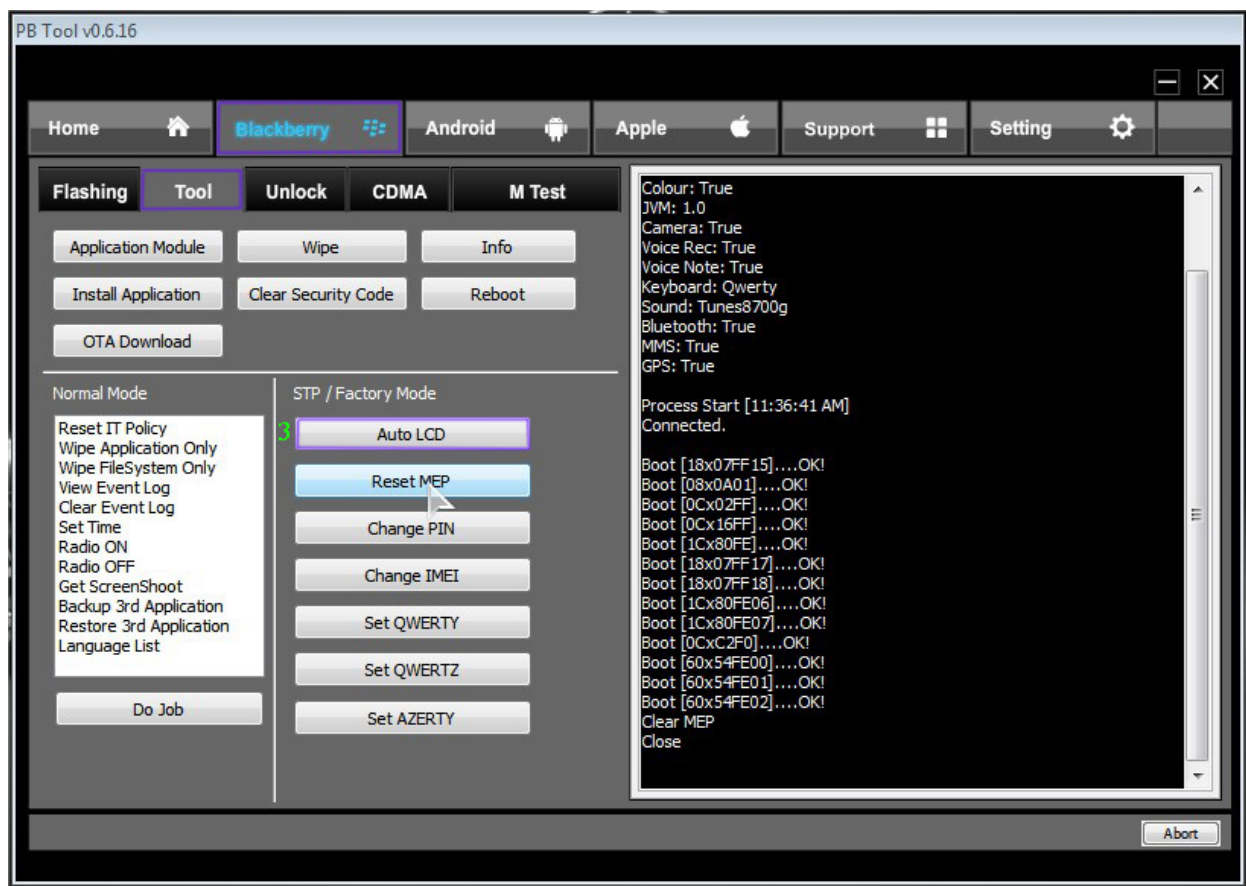 PB Tool v0.6.16
Home
Blackberry
Android
Apple
Support
Setting
Flashing
Tool
Unlock
CDMA
M Test
Application Module
Wipe
Info
Install Application
Clear Security Code
Reboot
OTA Download
Normal Mode
Reset IT Policy
Wipe Application Only
Wipe FileSystem Only
View Event Log
Clear Event Log
Set Time
Radio ON
Radio OFF
Get ScreenShoot
Backup 3rd Application
Restore 3rd Application
Language List
Do Job
STP / Factory Mode
3
Auto LCD
Reset MEP
Change PIN
Change IMEI
Set QWERTY
Set QWERTZ
Set AZERTY
Colour: True
JVM: 1.0
Camera: True
Voice Rec: True
Voice Note: True
Keyboard: Qwerty
Sound: Tunes8700g
Bluetooth: True
MMS: True
GPS: True
Process Start [11:36:41 AM]
Connected.
Boot [18x07FF15]....OK!
Boot [08x0A01]....OK!
Boot [0Cx02FF]....OK!
Boot [0Cx16FF]....OK!
Boot [1Cx80FE]....OK!
Boot [18x07FF17]....OK!
Boot [18x07FF18]....OK!
Boot [1Cx80FE06]....OK!
Boot [1Cx80FE07]....OK!
Boot [0CxC2F0]....OK!
Boot [60x54FE00]....OK!
Boot [60x54FE01]....OK!
Boot [60x54FE02]....OK!
Clear MEP
Close
Abort